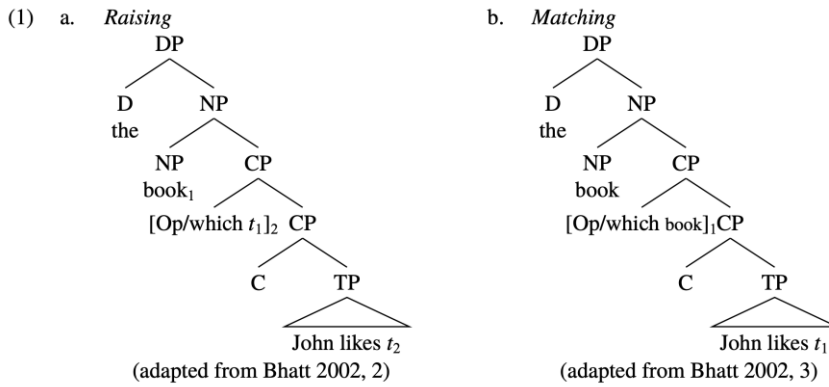 (1) a. Raising b. Matching
DP DP
D NP D NP
the the
NP CP NP CP
book₁ book
[Op/which t₁]₂ CP [Op/which book]₁CP
C TP C TP
John likes t₂ John likes t₁
(adapted from Bhatt 2002, 2) (adapted from Bhatt 2002, 3)